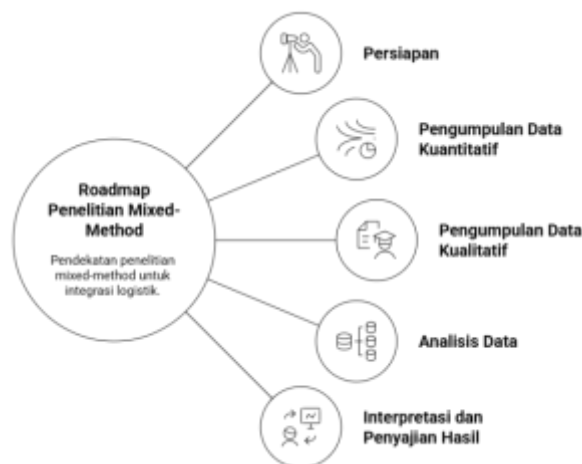 Roadmap
Penelitian Mixed-
Method
Pendekatan penelitian
mixed-method untuk
integrasi logistik.
Persiapan
Pengumpulan Data
Kuantitatif
Pengumpulan Data
Kualitatif
Analisis Data
Interpretasi dan
Penyajian Hasil